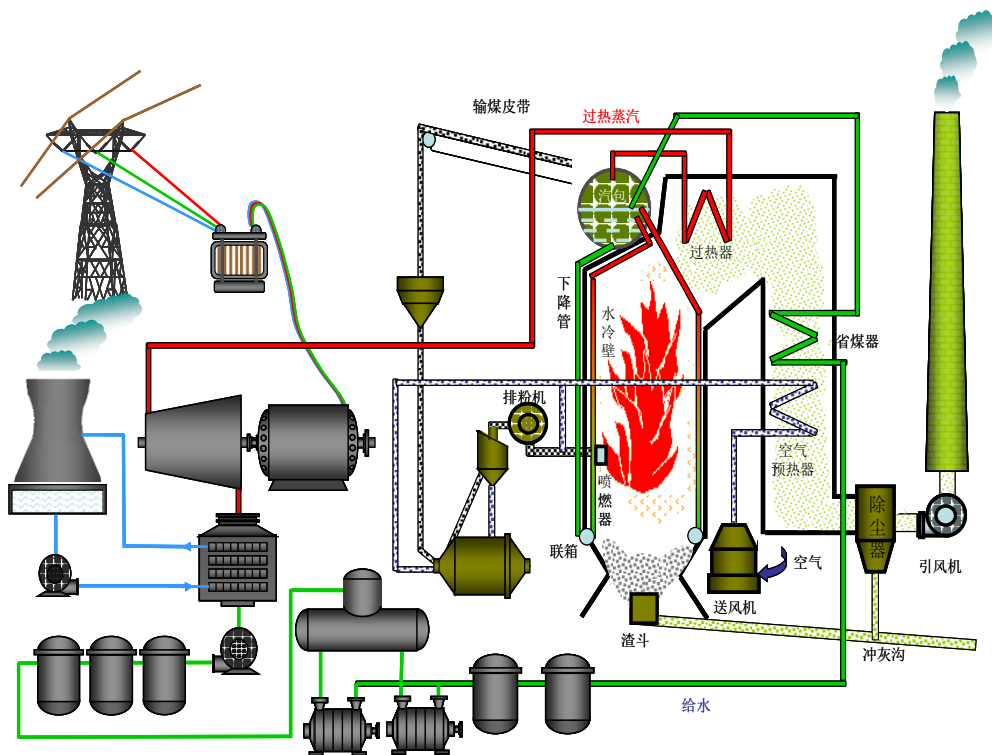 输煤皮带
过热蒸汽
汽包
过热器
下降管
水冷壁
省煤器
排粉机
空气
预热器
喷燃器
除尘器
联箱
空气
引风机
送风机
渣斗
冲灰沟
给水